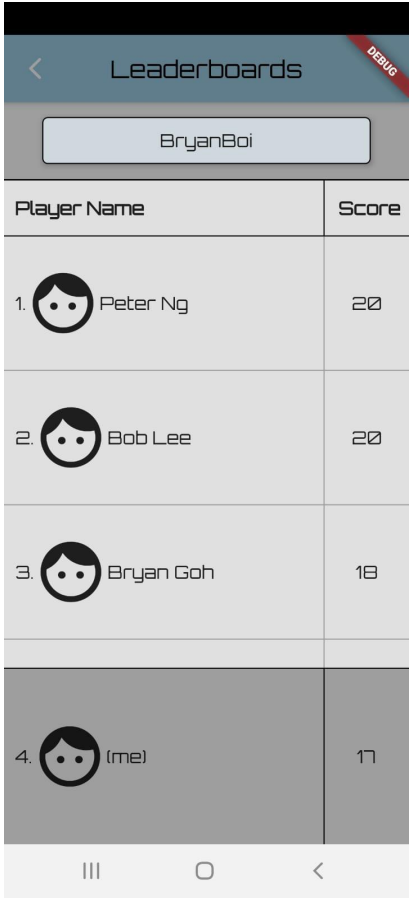 Leaderboards
DEBUG
BryanBoi
Player Name Score
1. Peter Ng 20
2. Bob Lee 20
3. Bryan Goh 18
4. (me) 17